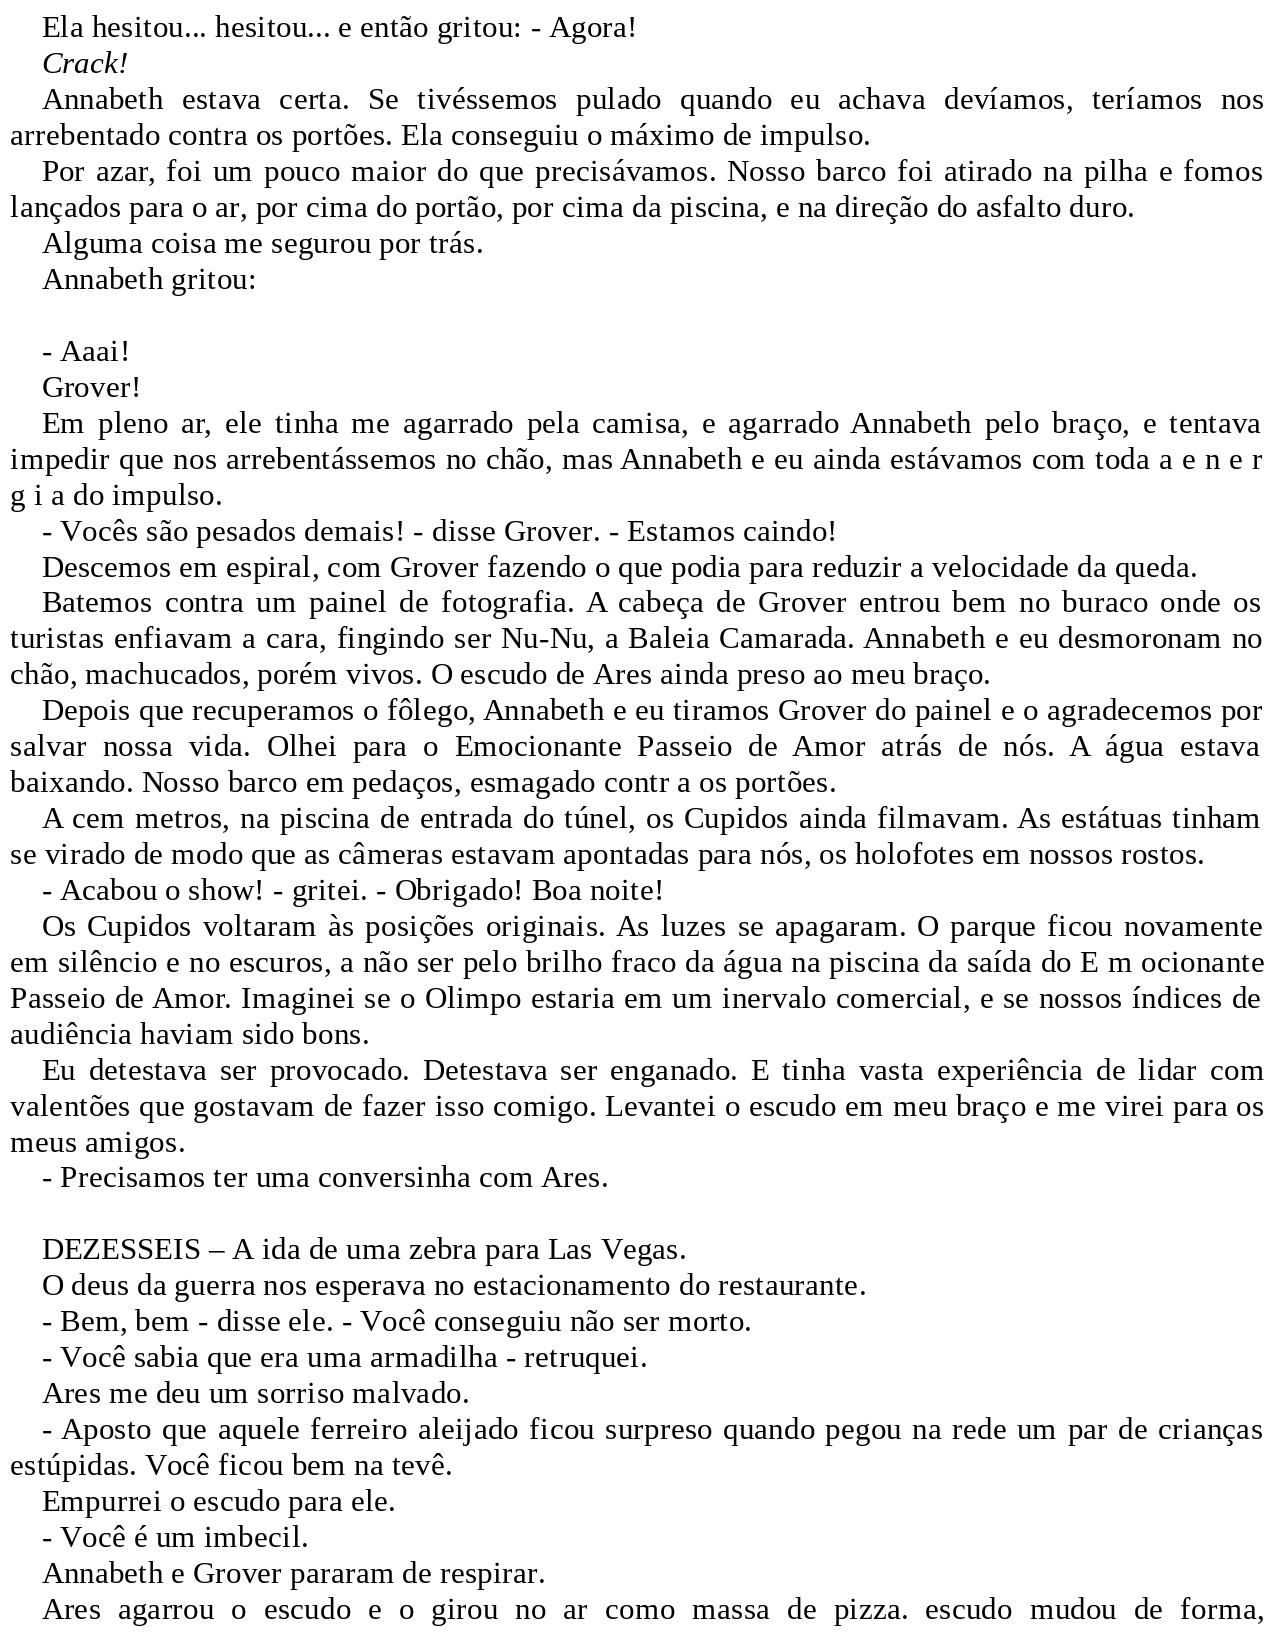 Ela hesitou... hesitou... e então gritou: - Agora!
Crack!
Annabeth estava certa. Se tivéssemos pulado quando eu achava devíamos, teríamos nos
arrebentado contra os portões. Ela conseguiu o máximo de impulso.
Por azar, foi um pouco maior do que precisávamos. Nosso barco foi atirado na pilha e fomos
lançados para o ar, por cima do portão, por cima da piscina, e na direção do asfalto duro.
Alguma coisa me segurou por trás.
Annabeth gritou:
- Aaai!
Grover!
Em pleno ar, ele tinha me agarrado pela camisa, e agarrado Annabeth pelo braço, e tentava
impedir que nos arrebentássemos no chão, mas Annabeth e eu ainda estávamos com toda a e n e r
g i a do impulso.
- Vocês são pesados demais! - disse Grover. - Estamos caindo!
Descemos em espiral, com Grover fazendo o que podia para reduzir a velocidade da queda.
Batemos contra um painel de fotografia. A cabeça de Grover entrou bem no buraco onde os
turistas enfiavam a cara, fingindo ser Nu-Nu, a Baleia Camarada. Annabeth e eu desmoronam no
chão, machucados, porém vivos. O escudo de Ares ainda preso ao meu braço.
Depois que recuperamos o fôlego, Annabeth e eu tiramos Grover do painel e o agradecemos por
salvar nossa vida. Olhei para o Emocionante Passeio de Amor atrás de nós. A água estava
baixando. Nosso barco em pedaços, esmagado contr a os portões.
A cem metros, na piscina de entrada do túnel, os Cupidos ainda filmavam. As estátuas tinham
se virado de modo que as câmeras estavam apontadas para nós, os holofotes em nossos rostos.
- Acabou o show! - gritei. - Obrigado! Boa noite!
Os Cupidos voltaram às posições originais. As luzes se apagaram. O parque ficou novamente
em silêncio e no escuros, a não ser pelo brilho fraco da água na piscina da saída do E m ocionante
Passeio de Amor. Imaginei se o Olimpo estaria em um inervalo comercial, e se nossos índices de
audiência haviam sido bons.
Eu detestava ser provocado. Detestava ser enganado. E tinha vasta experiência de lidar com
valentões que gostavam de fazer isso comigo. Levantei o escudo em meu braço e me virei para os
meus amigos.
- Precisamos ter uma conversinha com Ares.
DEZESSEIS – A ida de uma zebra para Las Vegas.
O deus da guerra nos esperava no estacionamento do restaurante.
- Bem, bem - disse ele. - Você conseguiu não ser morto.
- Você sabia que era uma armadilha - retruquei.
Ares me deu um sorriso malvado.
- Aposto que aquele ferreiro aleijado ficou surpreso quando pegou na rede um par de crianças
estúpidas. Você ficou bem na tevê.
Empurrei o escudo para ele.
- Você é um imbecil.
Annabeth e Grover pararam de respirar.
Ares agarrou o escudo e o girou no ar como massa de pizza. escudo mudou de forma,